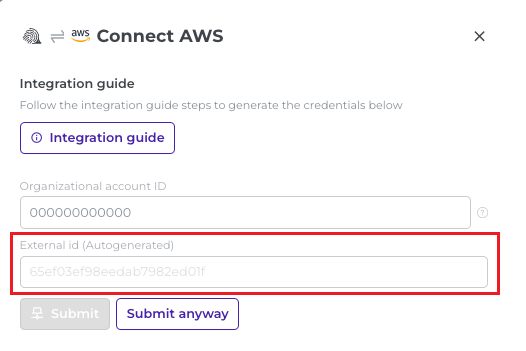 aws Connect AWS
Integration guide
Follow the integration guide steps to generate the credentials below
Integration guide
Organizational account ID
000000000000
External id (Autogenerated)
65ef03ef98eedab7982ed01f
Submit Submit anyway